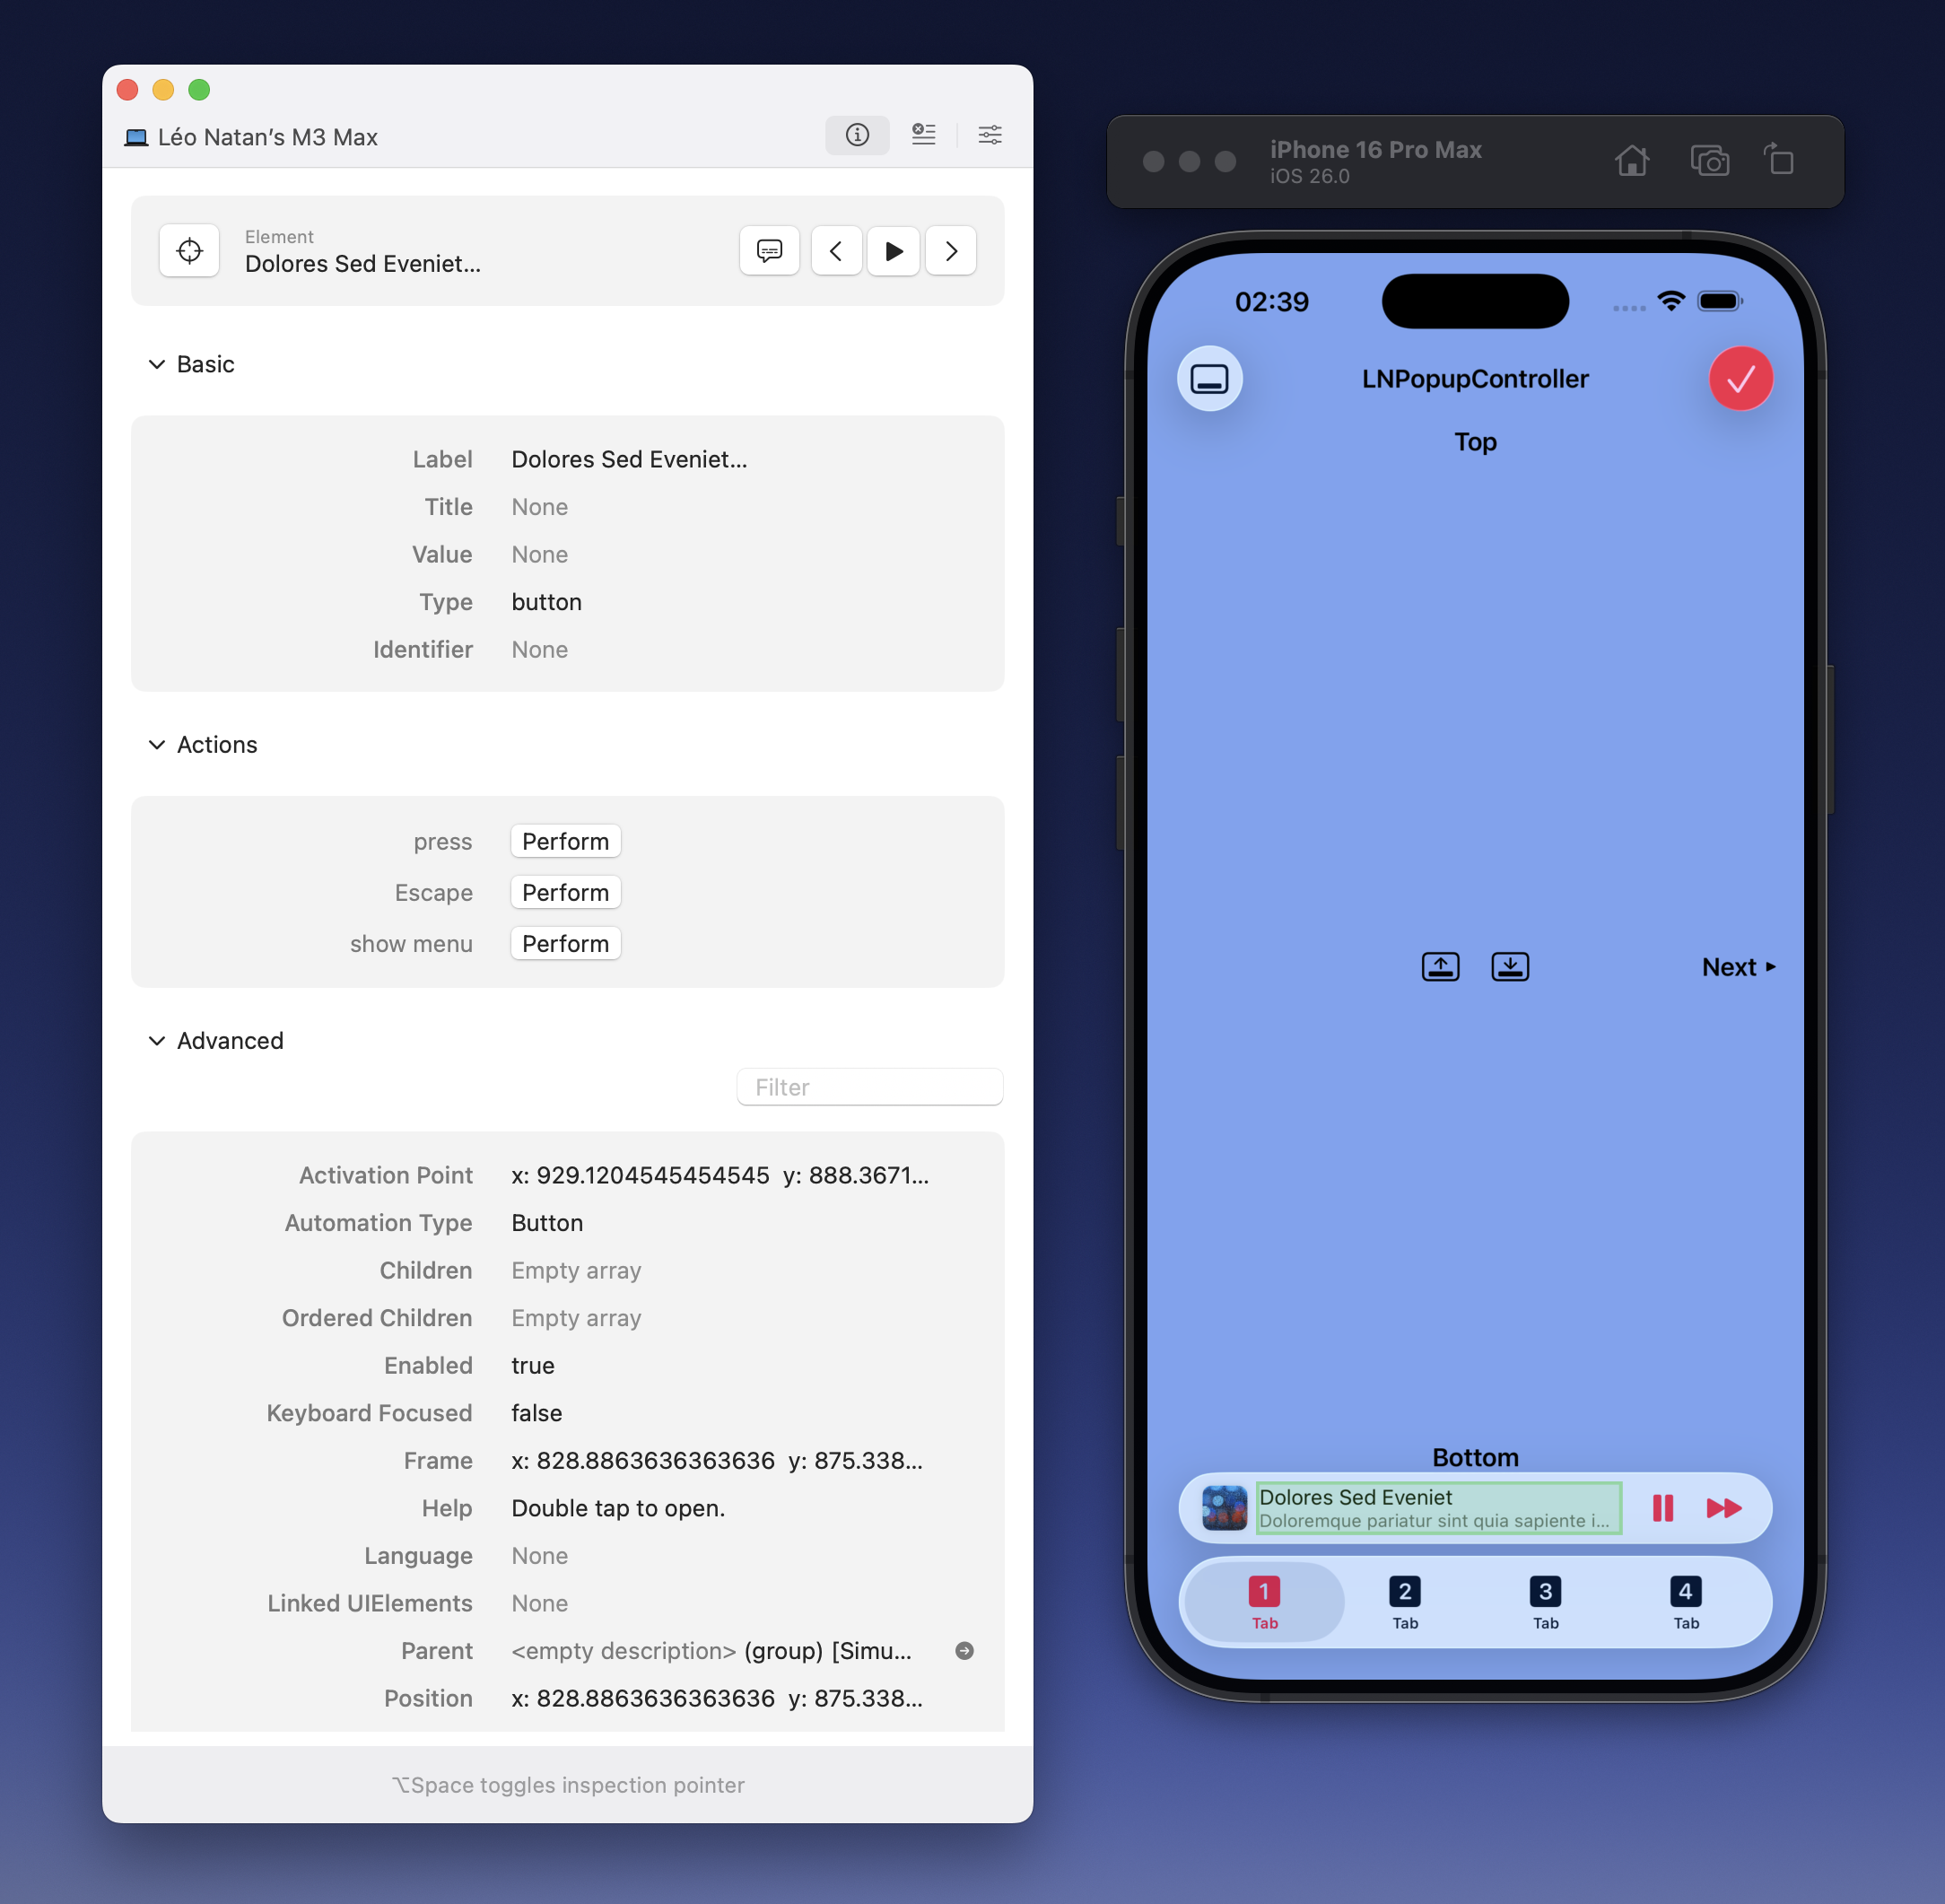 Léo Natan’s M3 Max
Element
Dolores Sed Eveniet...
Basic
Label Dolores Sed Eveniet...
Title None
Value None
Type button
Identifier None
Actions
press Perform
Escape Perform
show menu Perform
Advanced
Filter
Activation Point x: 929.1204545454545 y: 888.3671...
Automation Type Button
Children Empty array
Ordered Children Empty array
Enabled true
Keyboard Focused false
Frame x: 828.8863636363636 y: 875.338...
Help Double tap to open.
Language None
Linked UIElements None
Parent <empty description> (group) [Simu...
Position x: 828.8863636363636 y: 875.338...
⌥Space toggles inspection pointer
iPhone 16 Pro Max
iOS 26.0
02:39
LNPopupController
Top
Next ▸
Bottom
Dolores Sed Eveniet
Doloremque pariatur sint quia sapiente i...
1 2 3 4
Tab Tab Tab Tab